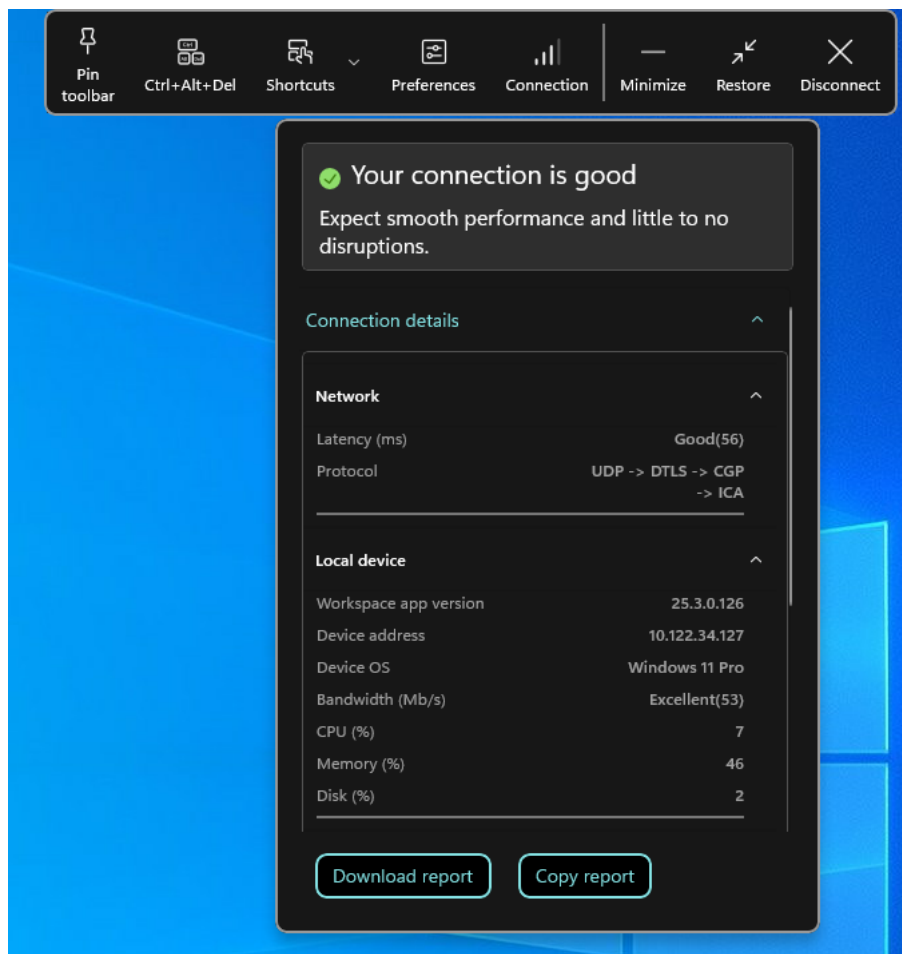 Pin
toolbar
Ctrl+Alt+Del
Shortcuts
Preferences
Connection
Minimize
Restore
Disconnect
Your connection is good
Expect smooth performance and little to no
disruptions.
Connection details
Network
Latency (ms) Good(56)
Protocol UDP -> DTLS -> CGP
-> ICA
Local device
Workspace app version 25.3.0.126
Device address 10.122.34.127
Device OS Windows 11 Pro
Bandwidth (Mb/s) Excellent(53)
CPU (%) 7
Memory (%) 46
Disk (%) 2
Download report Copy report